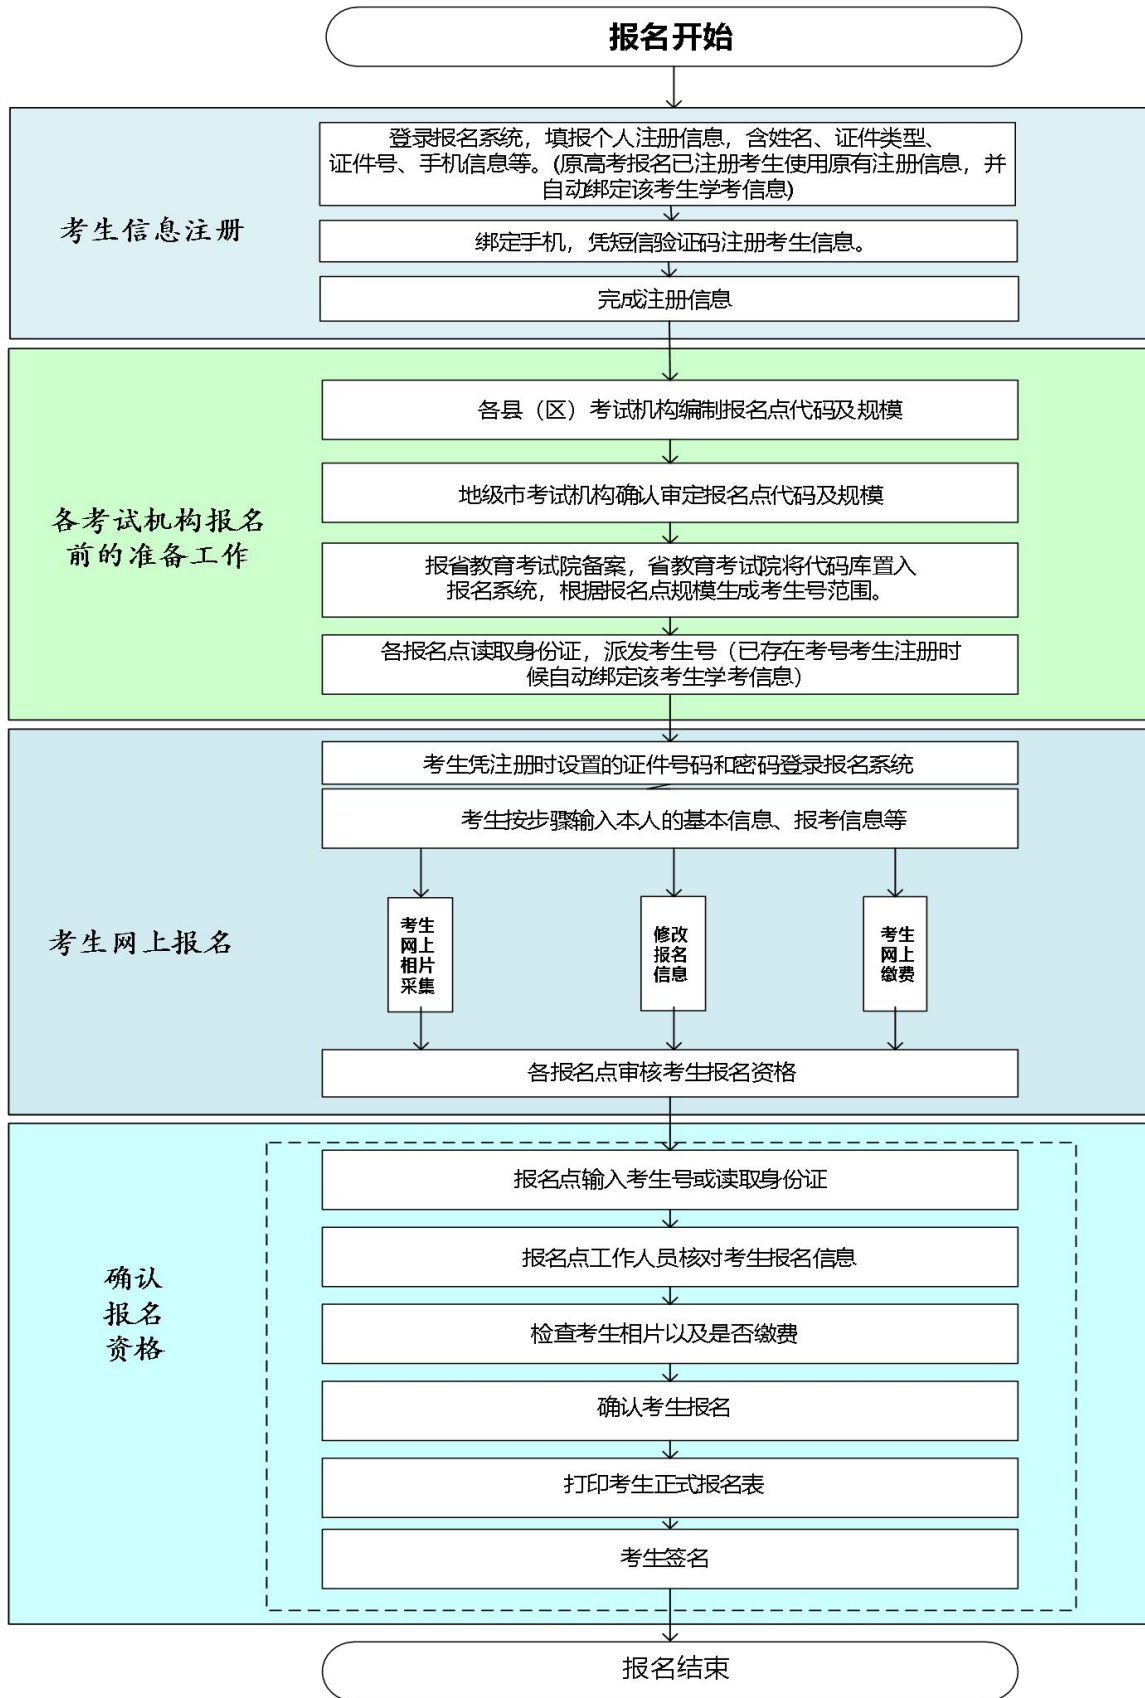 报名开始
考生信息注册
登录报名系统，填报个人注册信息，含姓名、证件类型、
证件号、手机信息等。(原高考报名已注册考生使用原有注册信息，并
自动绑定该考生学考信息)
绑定手机，凭短信验证码注册考生信息。
完成注册信息
各考试机构报名
前的准备工作
各县（区）考试机构编制报名点代码及规模
地级市考试机构确认审定报名点代码及规模
报省教育考试院备案，省教育考试院将代码库置入
报名系统，根据报名点规模生成考生号范围。
各报名点读取身份证，派发考生号（已存在考号考生注册时
候自动绑定该考生学考信息）
考生网上报名
考生凭注册时设置的证件号码和密码登录报名系统
考生按步骤输入本人的基本信息、报考信息等
考生
网上
相片
采集
修改
报名
信息
考生
网上
缴费
各报名点审核考生报名资格
确认
报名
资格
报名点输入考生号或读取身份证
报名点工作人员核对考生报名信息
检查考生相片以及是否缴费
确认考生报名
打印考生正式报名表
考生签名
报名结束